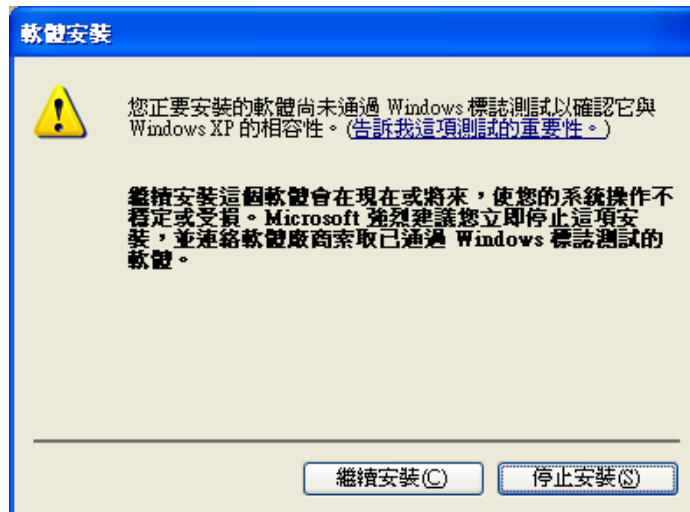 軟體安裝
您正要安裝的軟體尚未通過 Windows 標誌測試以確認它與
Windows XP 的相容性。(告訴我這項測試的重要性。)
繼續安裝這個軟體會在現在或將來，使您的系統操作不
穩定或受損。Microsoft 強烈建議您立即停止這項安
裝，並連絡軟體廠商索取已通過 Windows 標誌測試的
軟體。
繼續安裝(C)
停止安裝(S)